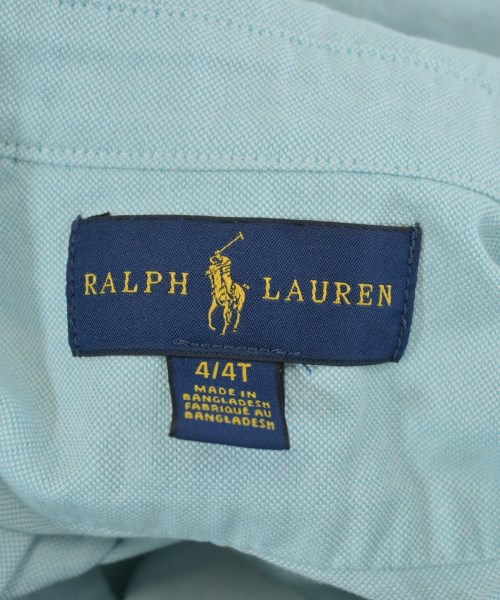 RALPH LAUREN
4/4T
MADE IN
BANGLADESH
FABRIQUÉ AU
BANGLADESH